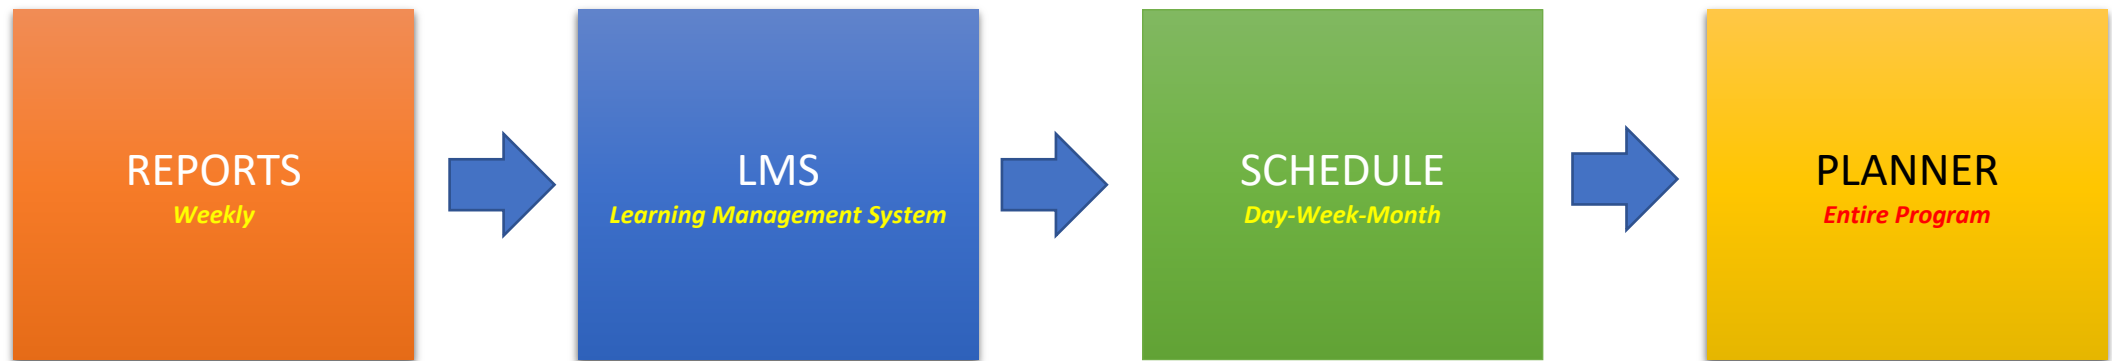 REPORTS
Weekly
LMS
Learning Management System
SCHEDULE
Day-Week-Month
PLANNER
Entire Program